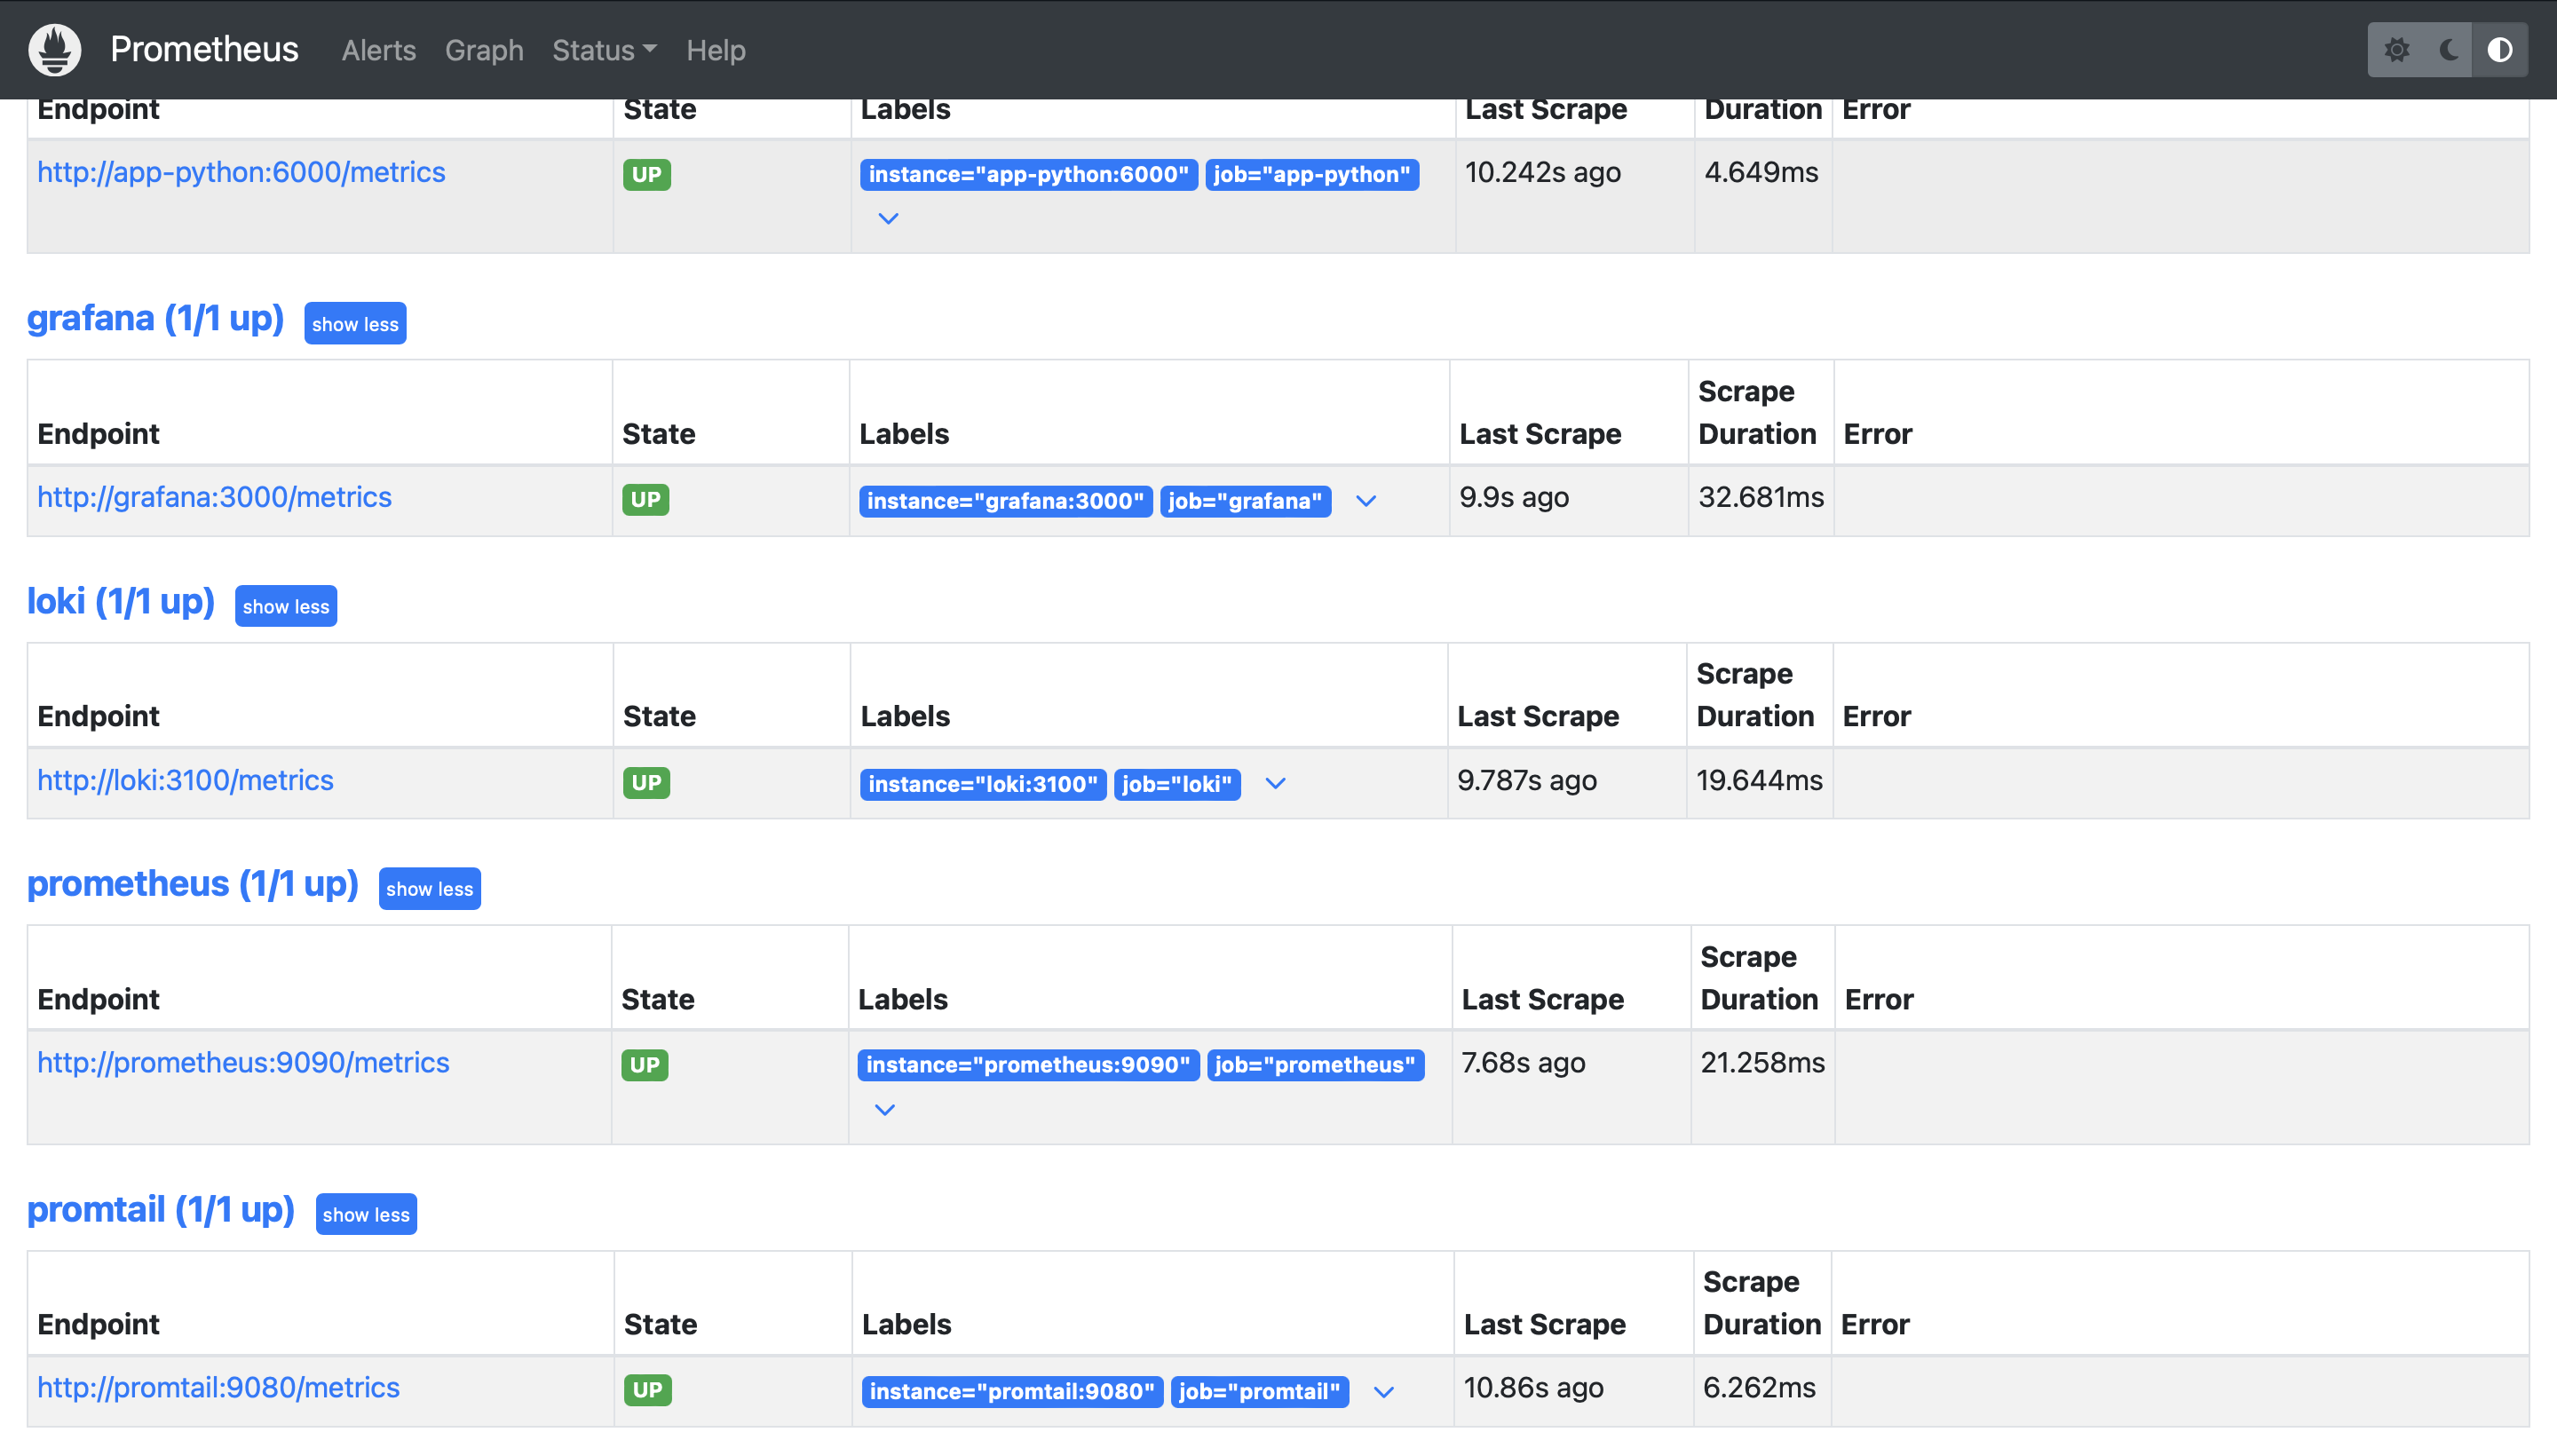 Prometheus Alerts Graph Status Help
Endpoint State Labels Last Scrape Duration Error
http://app-python:6000/metrics UP instance="app-python:6000" job="app-python" 10.242s ago 4.649ms
grafana (1/1 up) show less
Scrape
Endpoint State Labels Last Scrape Duration Error
http://grafana:3000/metrics UP instance="grafana:3000" job="grafana" 9.9s ago 32.681ms
loki (1/1 up) show less
Scrape
Endpoint State Labels Last Scrape Duration Error
http://loki:3100/metrics UP instance="loki:3100" job="loki" 9.787s ago 19.644ms
prometheus (1/1 up) show less
Scrape
Endpoint State Labels Last Scrape Duration Error
http://prometheus:9090/metrics UP instance="prometheus:9090" job="prometheus" 7.68s ago 21.258ms
promtail (1/1 up) show less
Scrape
Endpoint State Labels Last Scrape Duration Error
http://promtail:9080/metrics UP instance="promtail:9080" job="promtail" 10.86s ago 6.262ms